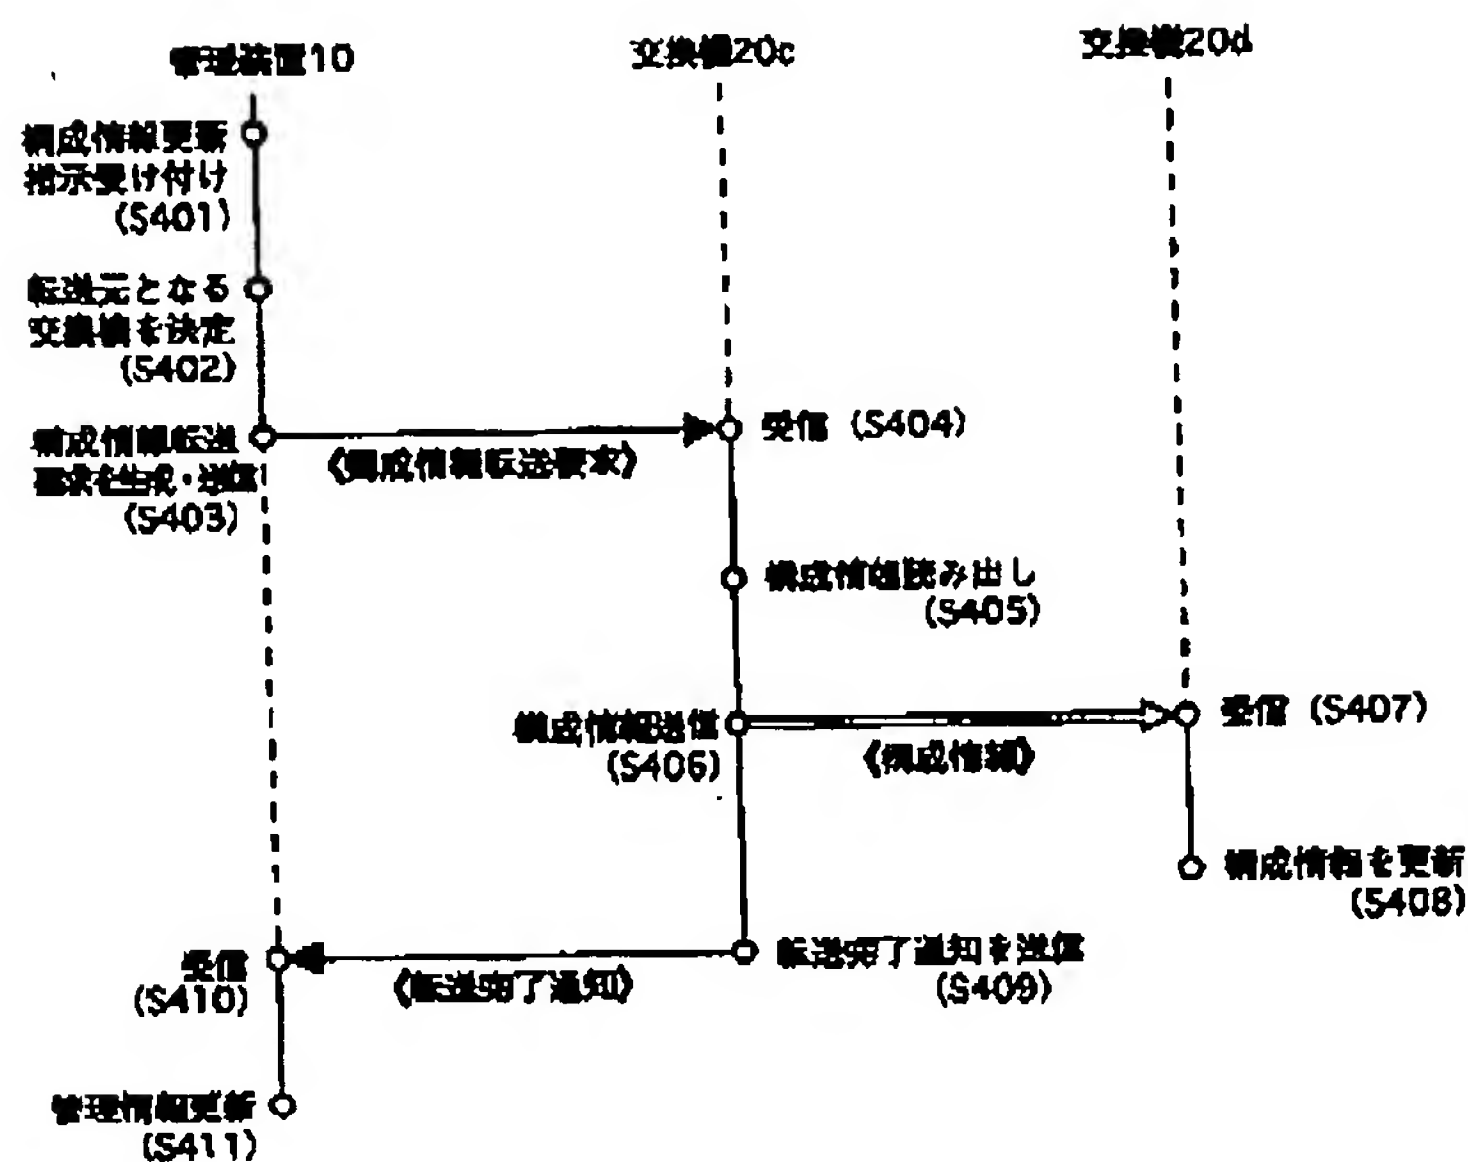 管理装置10
交換機20c
交換機20d
構成情報更新
指示受け付け
(S401)
転送元となる
交換機を決定
(S402)
構成情報転送
要求を生成・送信
(S403)
《構成情報転送要求》
受信 (S404)
構成情報読み出し
(S405)
構成情報送信
(S406)
《構成情報》
受信 (S407)
構成情報を更新
(S408)
転送完了通知を送信
(S409)
《転送完了通知》
受信
(S410)
管理情報更新
(S411)